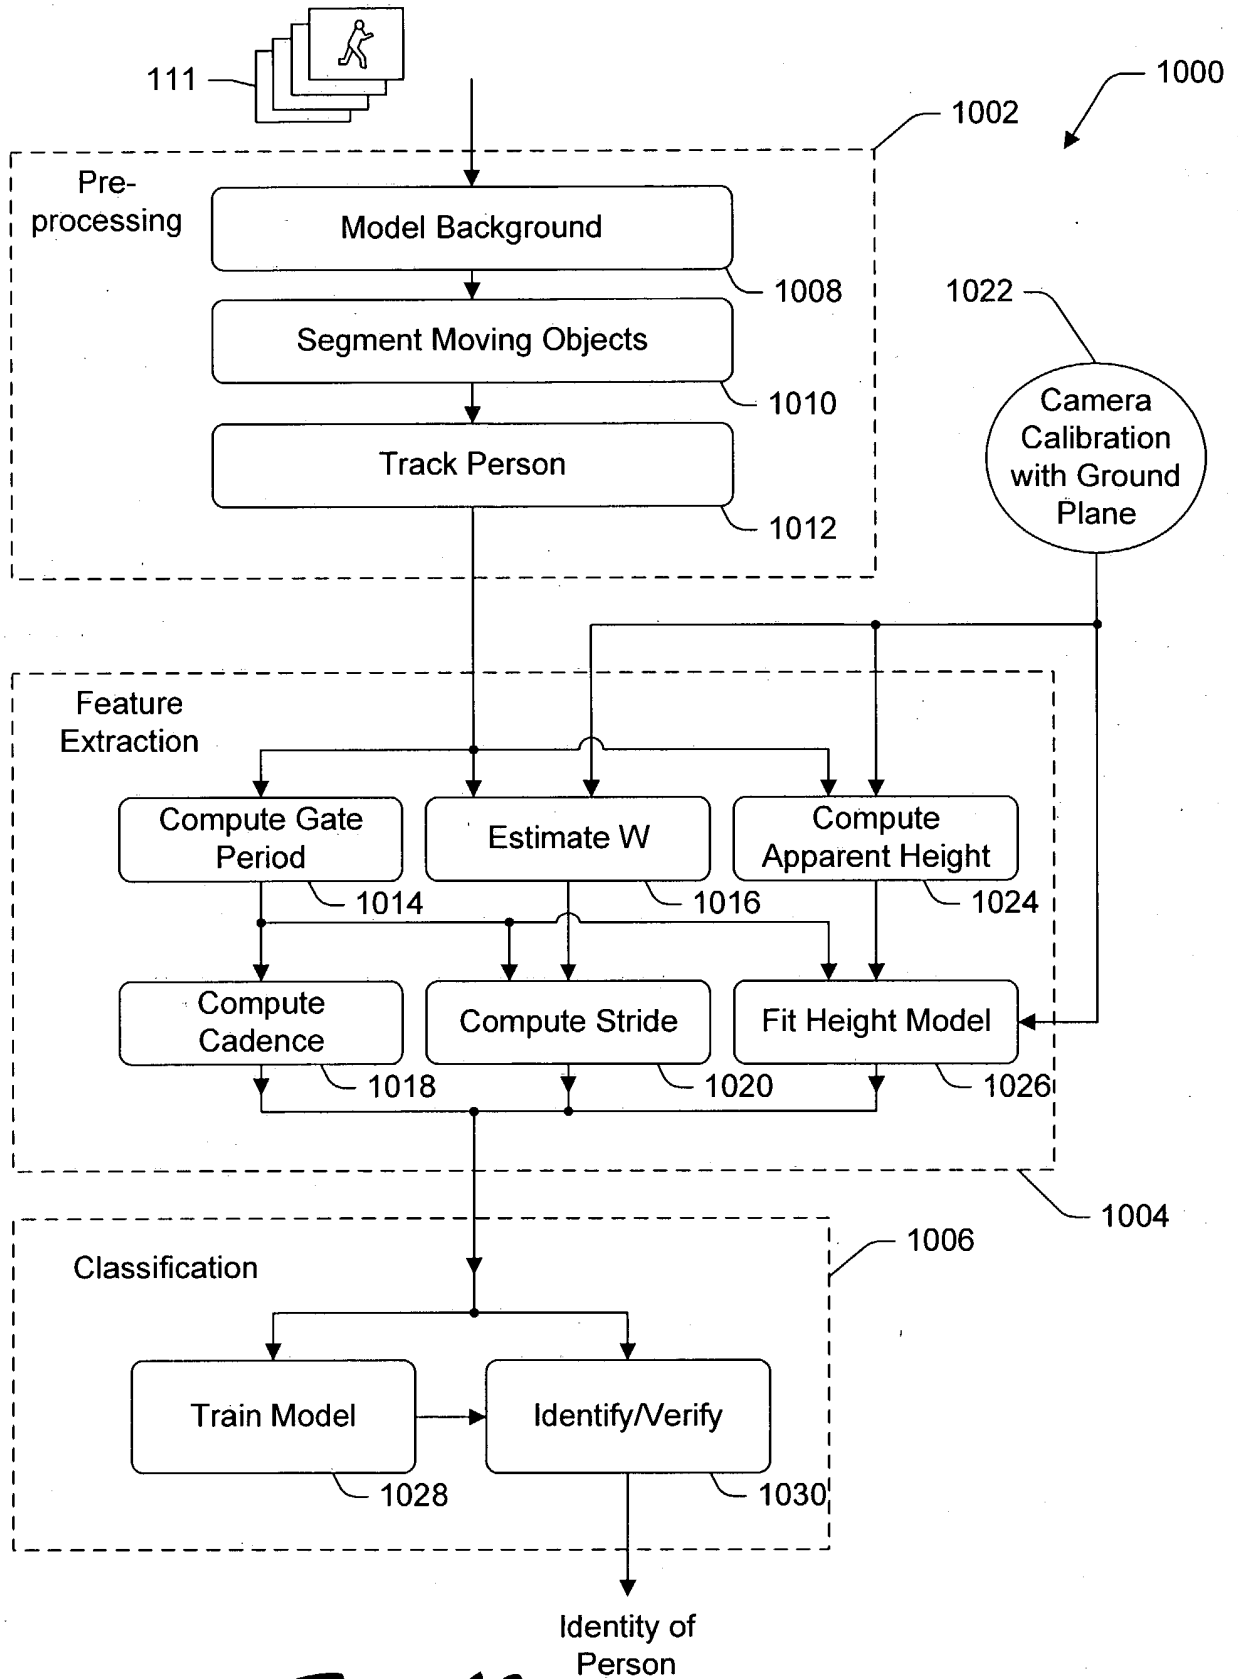 111
1000
1002
Pre-
processing
Model Background
1008
1022
Segment Moving Objects
1010
Camera
Calibration
with Ground
Plane
Track Person
1012
Feature
Extraction
Compute Gate
Period
1014
Estimate W
1016
Compute
Apparent Height
1024
Compute
Cadence
1018
Compute Stride
1020
Fit Height Model
1026
1004
1006
Classification
Train Model
1028
Identify/Verify
1030
Identity of
Person